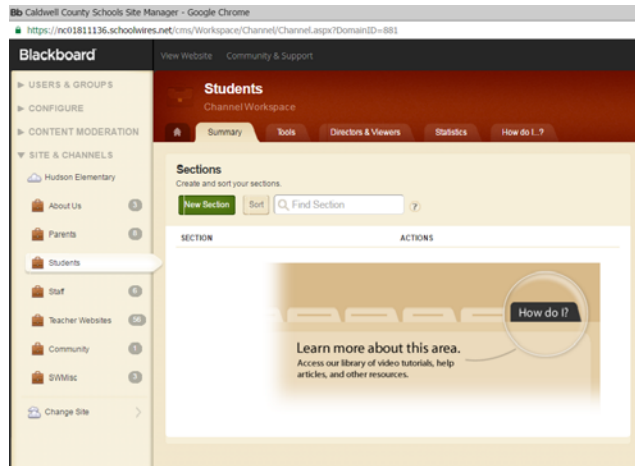 Bb Caldwell County Schools Site Manager - Google Chrome
https://nc01811136.schoolwires.net/cms/Workspace/Channel/Channel.aspx?DomainID=881
Blackboard
View Website Community & Support
USERS & GROUPS
CONFIGURE
CONTENT MODERATION
SITE & CHANNELS
Hudson Elementary
About Us 3
Parents 6
Students
Staff 6
Teacher Websites 56
Community 1
SWMisc 3
Change Site
Students
Channel Workspace
Summary Tools Directors & Viewers Statistics How do I...?
Sections
Create and sort your sections.
New Section Sort Find Section ?
SECTION ACTIONS
How do I?
Learn more about this area.
Access our library of video tutorials, help
articles, and other resources.